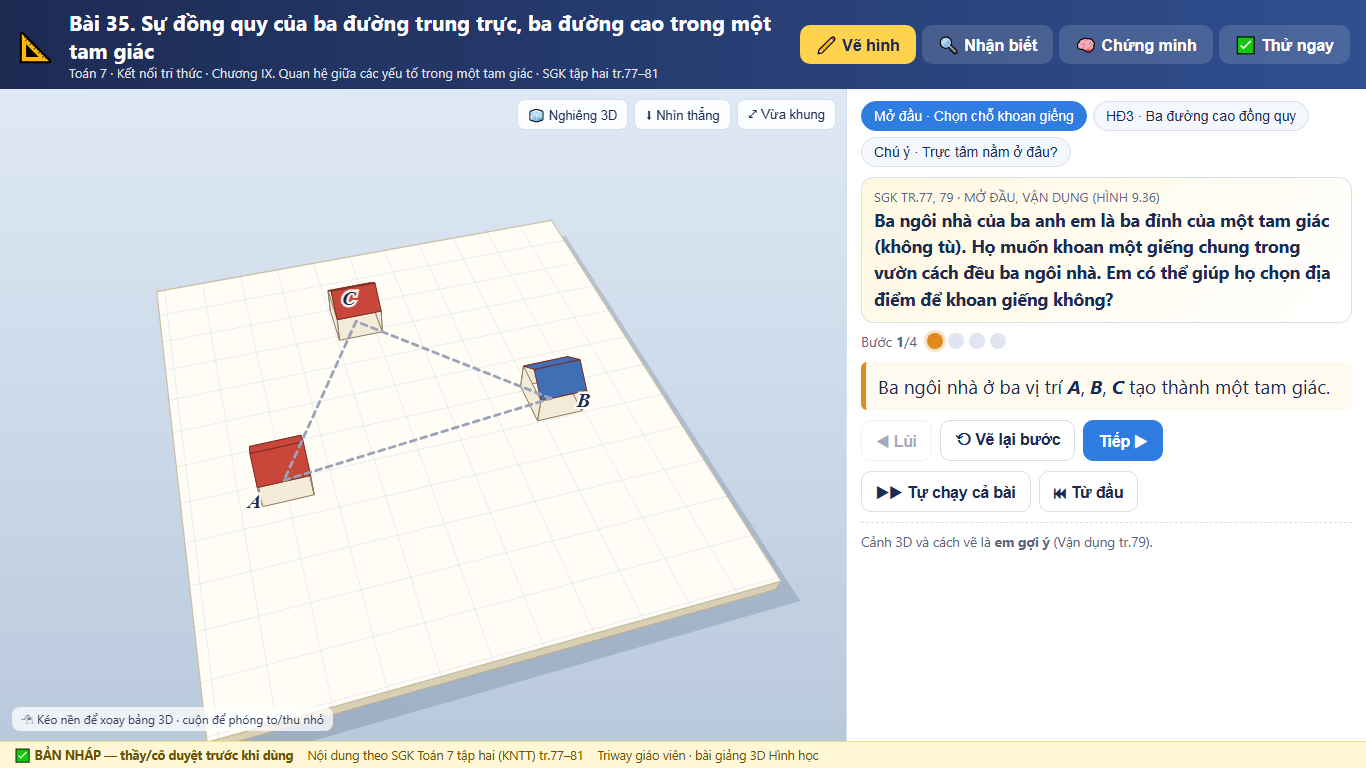 Bài 35. Sự đồng quy của ba đường trung trực, ba đường cao trong một
tam giác
Toán 7 · Kết nối tri thức · Chương IX. Quan hệ giữa các yếu tố trong một tam giác · SGK tập hai tr.77–81
Vẽ hình
Nhận biết
Chứng minh
Thử ngay
Nghiêng 3D
Nhìn thẳng
Vừa khung
C
B
A
Kéo nền để xoay bảng 3D · cuộn để phóng to/thu nhỏ
Mở đầu · Chọn chỗ khoan giếng
HĐ3 · Ba đường cao đồng quy
Chú ý · Trực tâm nằm ở đâu?
SGK TR.77, 79 · MỞ ĐẦU, VẬN DỤNG (HÌNH 9.36)
Ba ngôi nhà của ba anh em là ba đỉnh của một tam giác
(không tù). Họ muốn khoan một giếng chung trong
vườn cách đều ba ngôi nhà. Em có thể giúp họ chọn địa
điểm để khoan giếng không?
Bước 1/4
Ba ngôi nhà ở ba vị trí A, B, C tạo thành một tam giác.
◀ Lùi
Vẽ lại bước
Tiếp ▶
▶▶ Tự chạy cả bài
⏮ Từ đầu
Cảnh 3D và cách vẽ là em gợi ý (Vận dụng tr.79).
✅ BẢN NHÁP — thầy/cô duyệt trước khi dùng Nội dung theo SGK Toán 7 tập hai (KNTT) tr.77–81 Triway giáo viên · bài giảng 3D Hình học